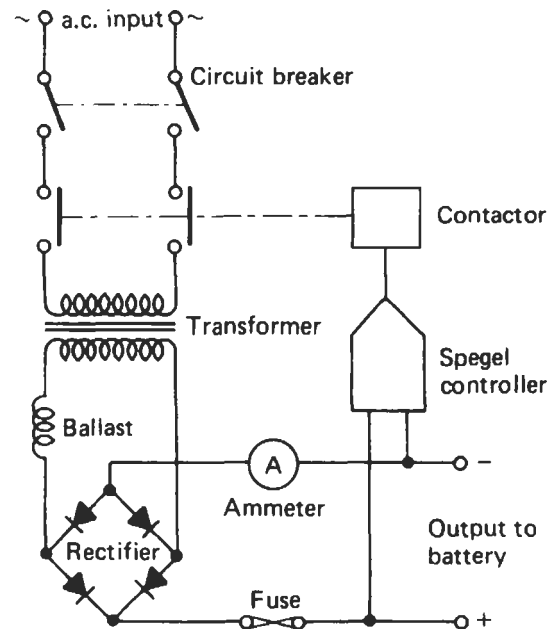 ~ a.c. input ~
Circuit breaker
Contactor
Transformer
Spegel
controller
Ballast
A
Ammeter
−
Rectifier
Output to
battery
Fuse
+